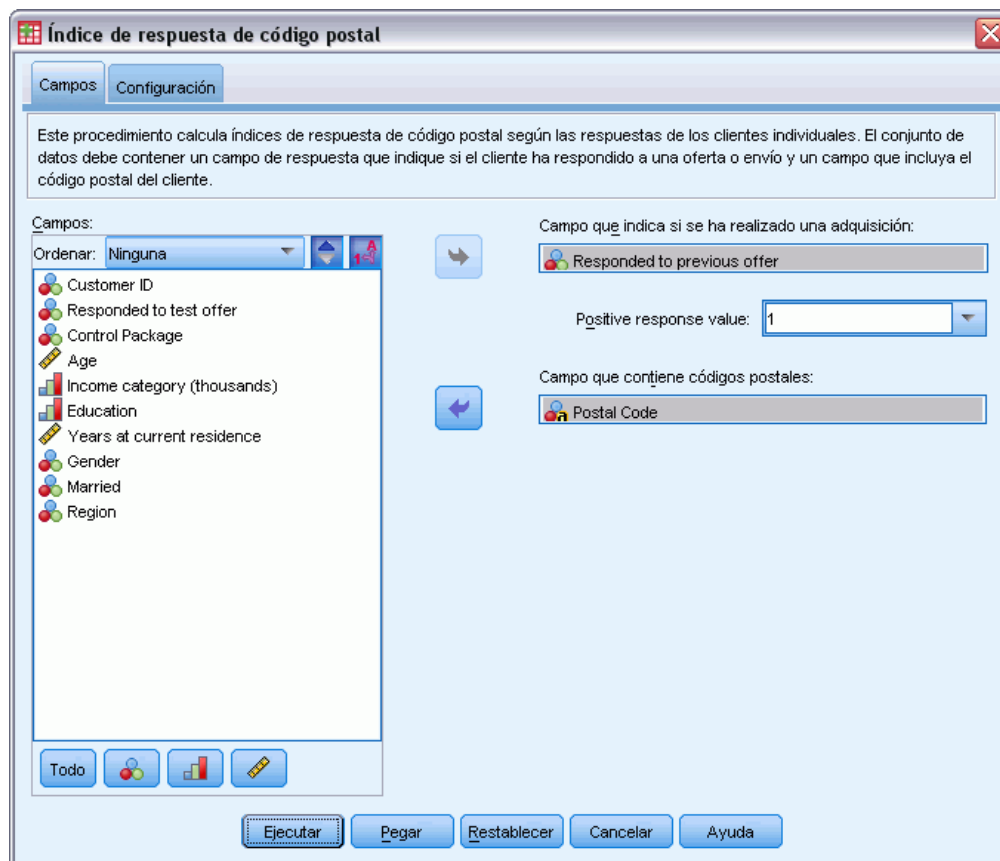 Índice de respuesta de código postal
Campos
Configuración
Este procedimiento calcula índices de respuesta de código postal según las respuestas de los clientes individuales. El conjunto de
datos debe contener un campo de respuesta que indique si el cliente ha respondido a una oferta o envío y un campo que incluya el
código postal del cliente.
Campos:
Ordenar: Ninguna
Customer ID
Responded to test offer
Control Package
Age
Income category (thousands)
Education
Years at current residence
Gender
Married
Region
Todo
Campo que indica si se ha realizado una adquisición:
Responded to previous offer
Positive response value: 1
Campo que contiene códigos postales:
Postal Code
Ejecutar
Pegar
Restablecer
Cancelar
Ayuda